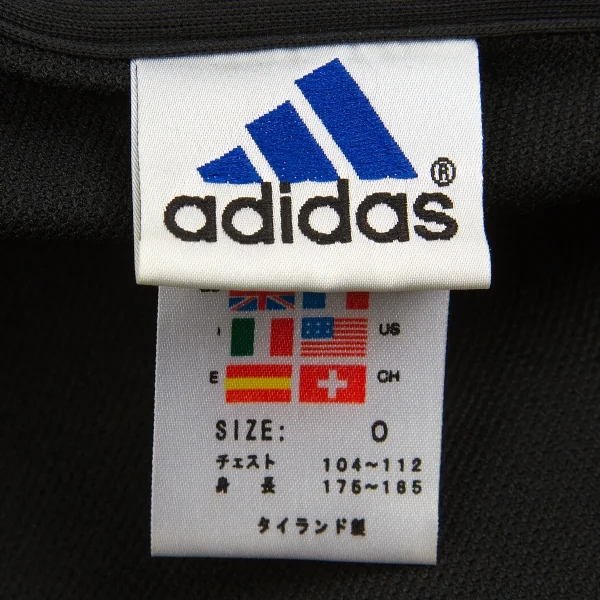 adidas®
US
E CH
SIZE: O
チェスト 104~112
身長 175~185
タイランド製